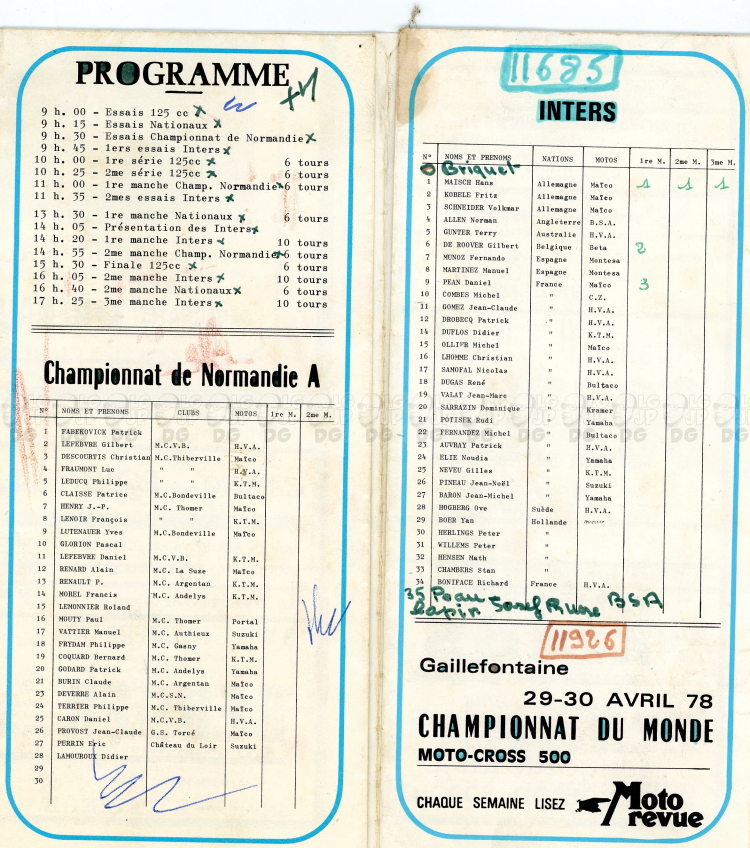 PROGRAMME
9 h. 00 - Essais 125 cc x
9 h. 15 - Essais Nationaux x
9 h. 30 - Essais Championnat de Normandie x
9 h. 45 - 1ers essais Inters x
10 h. 00 - 1re série 125cc x 6 tours
10 h. 25 - 2me série 125cc x 6 tours
11 h. 00 - 1re manche Champ. Normandie x 6 tours
11 h. 35 - 2mes essais Inters x
13 h. 30 - 1re manche Nationaux x 6 tours
14 h. 05 - Présentation des Inters x
14 h. 20 - 1re manche Inters x 10 tours
14 h. 55 - 2me manche Champ. Normandie x 6 tours
15 h. 30 - Finale 125cc x 6 tours
16 h. 05 - 2me manche Inters x 10 tours
16 h. 40 - 2me manche Nationaux x 6 tours
17 h. 25 - 3me manche Inters x 10 tours
Championnat de Normandie A
N° NOMS ET PRENOMS CLUBS MOTOS 1re M. 2me M.
1 FABEKOVICK Patrick
2 LEFEBVRE Gilbert M.C.V.B. H.V.A.
3 DESCOURTIS Christian M.C.Thiberville Maïco
4 FRAUMONT Luc " " H.V.A.
5 LEDUCQ Philippe " " K.T.M.
6 CLAISSE Patrice M.C.Bondeville Bultaco
7 HENRY J.-P. M.C. Thomer Maïco
8 LENOIR François " " K.T.M.
9 LUTENAUER Yves M.C.Bondeville Maïco
10 GLORION Pascal
11 LEFEBVRE Daniel M.C.V.B. K.T.M.
12 RENARD Alain M.C. La Suze Maïco
13 RENAULT P. M.C. Argentan K.T.M.
14 MOREL Francis M.C. Andelys K.T.M.
15 LEMONNIER Roland
16 MOUTY Paul M.C. Thomer Portal
17 VATTIER Manuel M.C. Authieux Suzuki
18 FRYDAM Philippe M.C. Gasny Yamaha
19 COQUARD Bernard M.C. Thomer K.T.M.
20 GODARD Patrick M.C. Andelys Yamaha
21 BURIN Claude M.C. Argentan Maïco
23 DEVERRE Alain M.C.S.N. Maïco
24 TERRIER Philippe M.C. Thiberville Maïco
25 CARON Daniel M.C.V.B. H.V.A.
26 PROVOST Jean-Claude G.S. Torcé Maïco
27 PERRIN Eric Château du Loir Suzuki
28 LAMOUROUX Didier
29
30
11685
INTERS
N° NOMS ET PRENOMS NATIONS MOTOS 1re M. 2me M. 3me M.
0 Briquet
1 MAISCH Hans Allemagne Maïco 1 1 1
2 KOBELE Fritz Allemagne Maïco
3 SCHNEIDER Volkmar Allemagne Maïco
4 ALLEN Norman Angleterre B.S.A.
5 GUNTER Terry Australie H.V.A.
6 DE ROOVER Gilbert Belgique Beta 2
7 MUNOZ Fernando Espagne Montesa
8 MARTINEZ Manuel Espagne Montesa
9 PEAN Daniel France Maïco 3
10 COMBES Michel " C.Z.
11 GOMEZ Jean-Claude " H.V.A.
12 DROBECQ Patrick " H.V.A.
14 DUFLOS Didier " K.T.M.
15 OLLIER Michel " Maïco
16 LHOMME Christian " H.V.A.
17 SAMOFAL Nicolas " H.V.A.
18 DUGAS René " Bultaco
19 VALAT Jean-Marc " H.V.A.
20 SARRAZIN Dominique " Kramer
21 POTISEK Rudi " Yamaha
22 FERNANDEZ Michel " Bultaco
23 AUVRAY Patrick " H.V.A.
24 ELIE Noudia " Yamaha
25 NEVEU Gilles " K.T.M.
26 PINEAU Jean-Noël " Suzuki
27 BARON Jean-Michel " Yamaha
28 HOGBERG Ove Suède H.V.A.
29 BOER Yan Hollande
30 HERLINGS Peter "
31 WILLEMS Peter "
32 HENSEN Math "
33 CHAMBERS Stan "
34 BONIFACE Richard France H.V.A.
35 Peau
Lapin Josef BSA
11926
Gaillefontaine
29-30 AVRIL 78
CHAMPIONNAT DU MONDE
MOTO-CROSS 500
CHAQUE SEMAINE LISEZ Moto revue